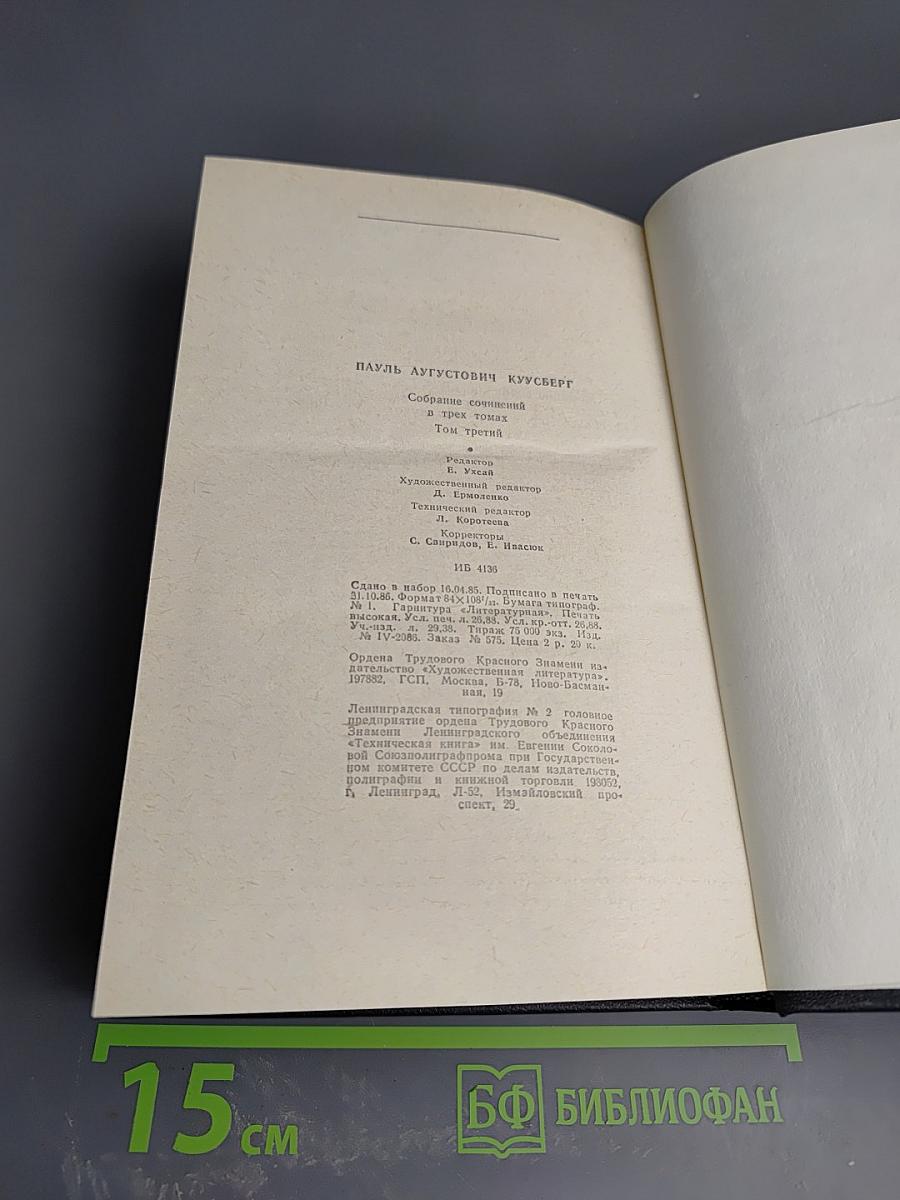 ПАУЛЬ АУГУСТОВИЧ КУУСБЕРГ
Собрание сочинений
в трех томах
Том третий
Редактор
Е. Ухсай
Художественный редактор
Д. Ермоленко
Технический редактор
Л. Коротеева
Корректоры
С. Свиридов, Е. Ивасюк
ИБ 4136
Сдано в набор 16.04.85. Подписано в печать
31.10.86. Формат 84×108¹/₃₂. Бумага типограф.
№ 1. Гарнитура «Литературная». Печать
высокая. Усл. печ. л. 26,88. Усл. кр.-отт. 26,88.
Уч.-изд. л. 29,38. Тираж 75 000 экз. Изд.
№ IV-2086. Заказ № 575. Цена 2 р. 20 к.
Ордена Трудового Красного Знамени из-
дательство «Художественная литература».
197882, ГСП, Москва, Б-78, Ново-Басман-
ная, 19
Ленинградская типография № 2 головное
предприятие ордена Трудового Красного
Знамени Ленинградского объединения
«Техническая книга» им. Евгении Соколо-
вой Союзполиграфпрома при Государствен-
ном комитете СССР по делам издательств,
полиграфии и книжной торговли 198052,
г. Ленинград, Л-52, Измайловский про-
спект, 29.
15 см
БФ БИБЛИОФАН